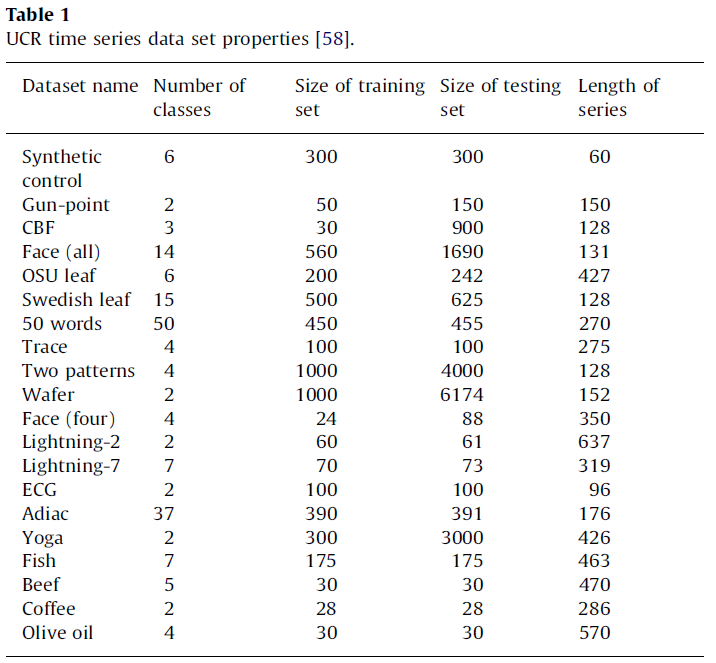 Table 1
UCR time series data set properties [58].
Dataset name Number of classes Size of training set Size of testing set Length of series
Synthetic control 6 300 300 60
Gun-point 2 50 150 150
CBF 3 30 900 128
Face (all) 14 560 1690 131
OSU leaf 6 200 242 427
Swedish leaf 15 500 625 128
50 words 50 450 455 270
Trace 4 100 100 275
Two patterns 4 1000 4000 128
Wafer 2 1000 6174 152
Face (four) 4 24 88 350
Lightning-2 2 60 61 637
Lightning-7 7 70 73 319
ECG 2 100 100 96
Adiac 37 390 391 176
Yoga 2 300 3000 426
Fish 7 175 175 463
Beef 5 30 30 470
Coffee 2 28 28 286
Olive oil 4 30 30 570